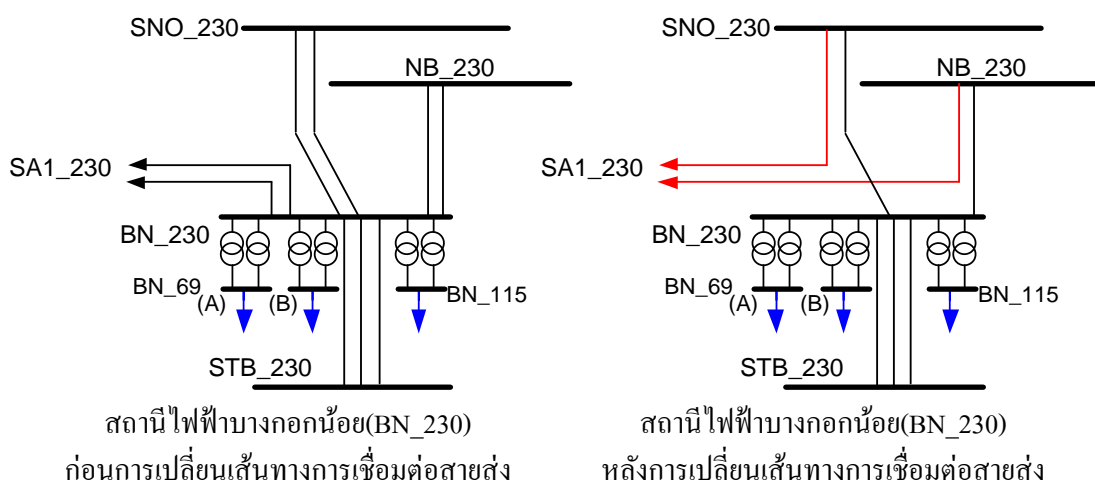 SNO_230
NB_230
SA1_230
BN_230
BN_69
(A)
(B)
BN_115
STB_230
สถานีไฟฟ้าบางกอกน้อย(BN_230)
ก่อนการเปลี่ยนเส้นทางการเชื่อมต่อสายส่ง
SNO_230
NB_230
SA1_230
BN_230
BN_69
(A)
(B)
BN_115
STB_230
สถานีไฟฟ้าบางกอกน้อย(BN_230)
หลังการเปลี่ยนเส้นทางการเชื่อมต่อสายส่ง